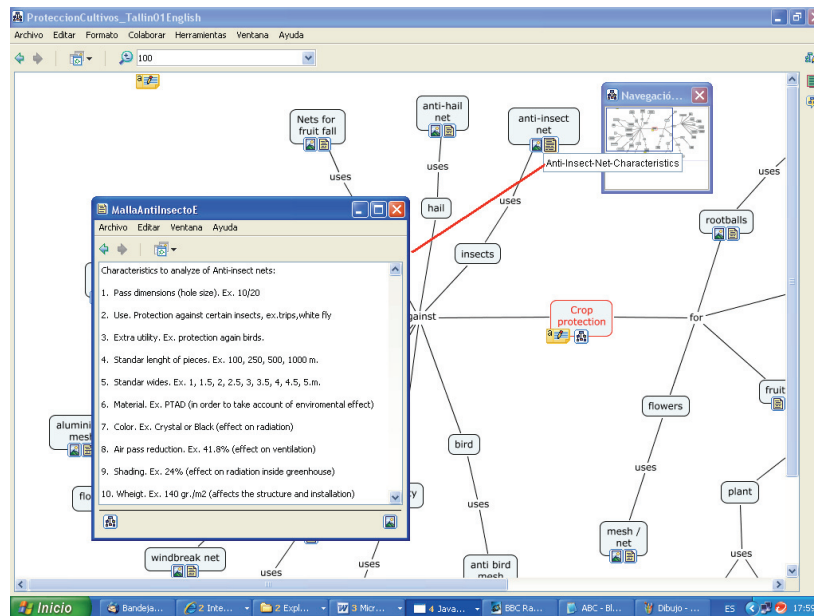 ProteccionCultivos_Tallin01English
Archivo Editar Formato Colaborar Herramientas Ventana Ayuda
100
Nets for
fruit fall
anti-hail
net
anti-insect
net
Navegació...
Anti-Insect-Net-Characteristics
uses
uses
uses
uses
rootballs
hail
insects
MallaAntiInsectoE
Archivo Editar Ventana Ayuda
Characteristics to analyze of Anti-insect nets:
1. Pass dimensions (hole size). Ex. 10/20
2. Use. Protection against certain insects, ex.trips,white fly
3. Extra utility. Ex. protection again birds.
4. Standar lenght of pieces. Ex. 100, 250, 500, 1000 m.
5. Standar wides. Ex. 1, 1.5, 2, 2.5, 3, 3.5, 4, 4.5, 5.m.
6. Material. Ex. PTAD (in order to take account of enviromental effect)
7. Color. Ex. Crystal or Black (effect on radiation)
8. Air pass reduction. Ex. 41.8% (effect on ventilation)
9. Shading. Ex. 24% (effect on radiation inside greenhouse)
10. Wheigt. Ex. 140 gr./m2 (affects the structure and installation)
gainst
Crop
protection
for
flowers
fruit
alumini
mesh
bird
uses
uses
plant
flo
y
mesh /
net
uses
windbreak net
uses
uses
anti bird
mesh
Inicio
Bandeja...
2 Inte...
2 Expl...
3 Micr...
4 Java...
BBC Ra...
ABC - Bl...
Dibujo - ...
ES
17:59